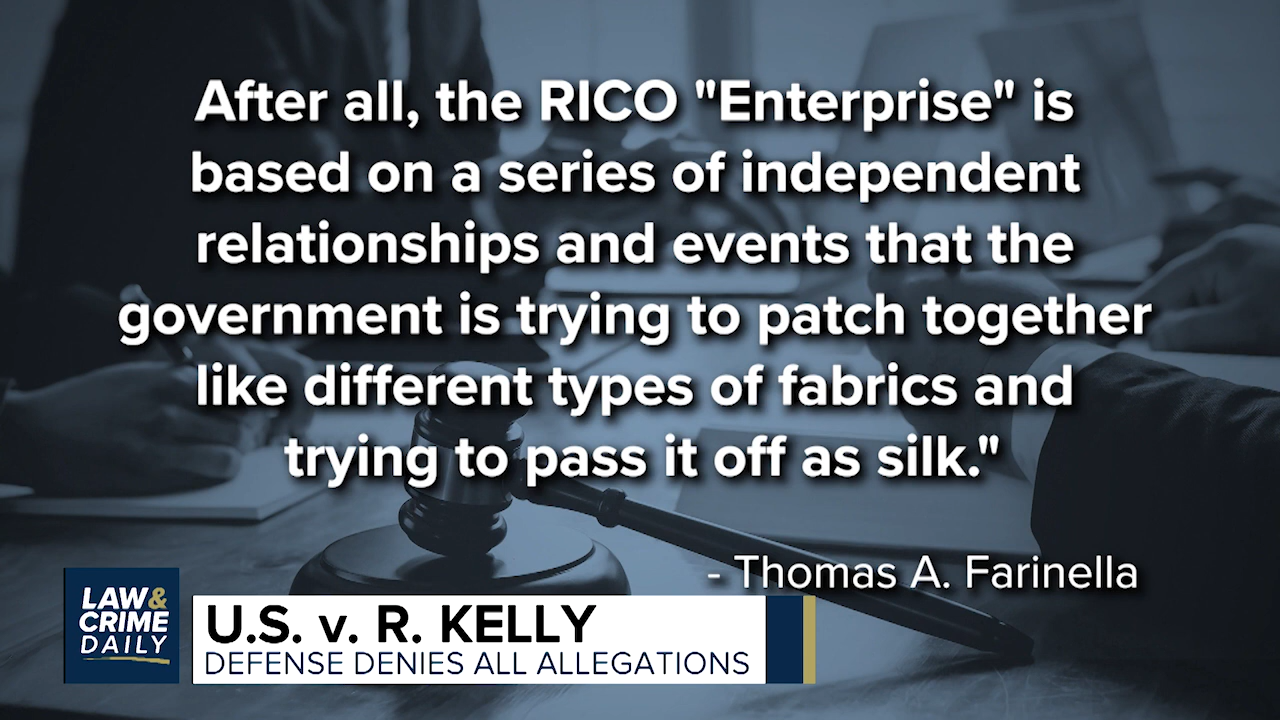 After all, the RICO "Enterprise" is
based on a series of independent
relationships and events that the
government is trying to patch together
like different types of fabrics and
trying to pass it off as silk."
- Thomas A. Farinella
LAW&
CRIME
DAILY
U.S. v. R. KELLY
DEFENSE DENIES ALL ALLEGATIONS